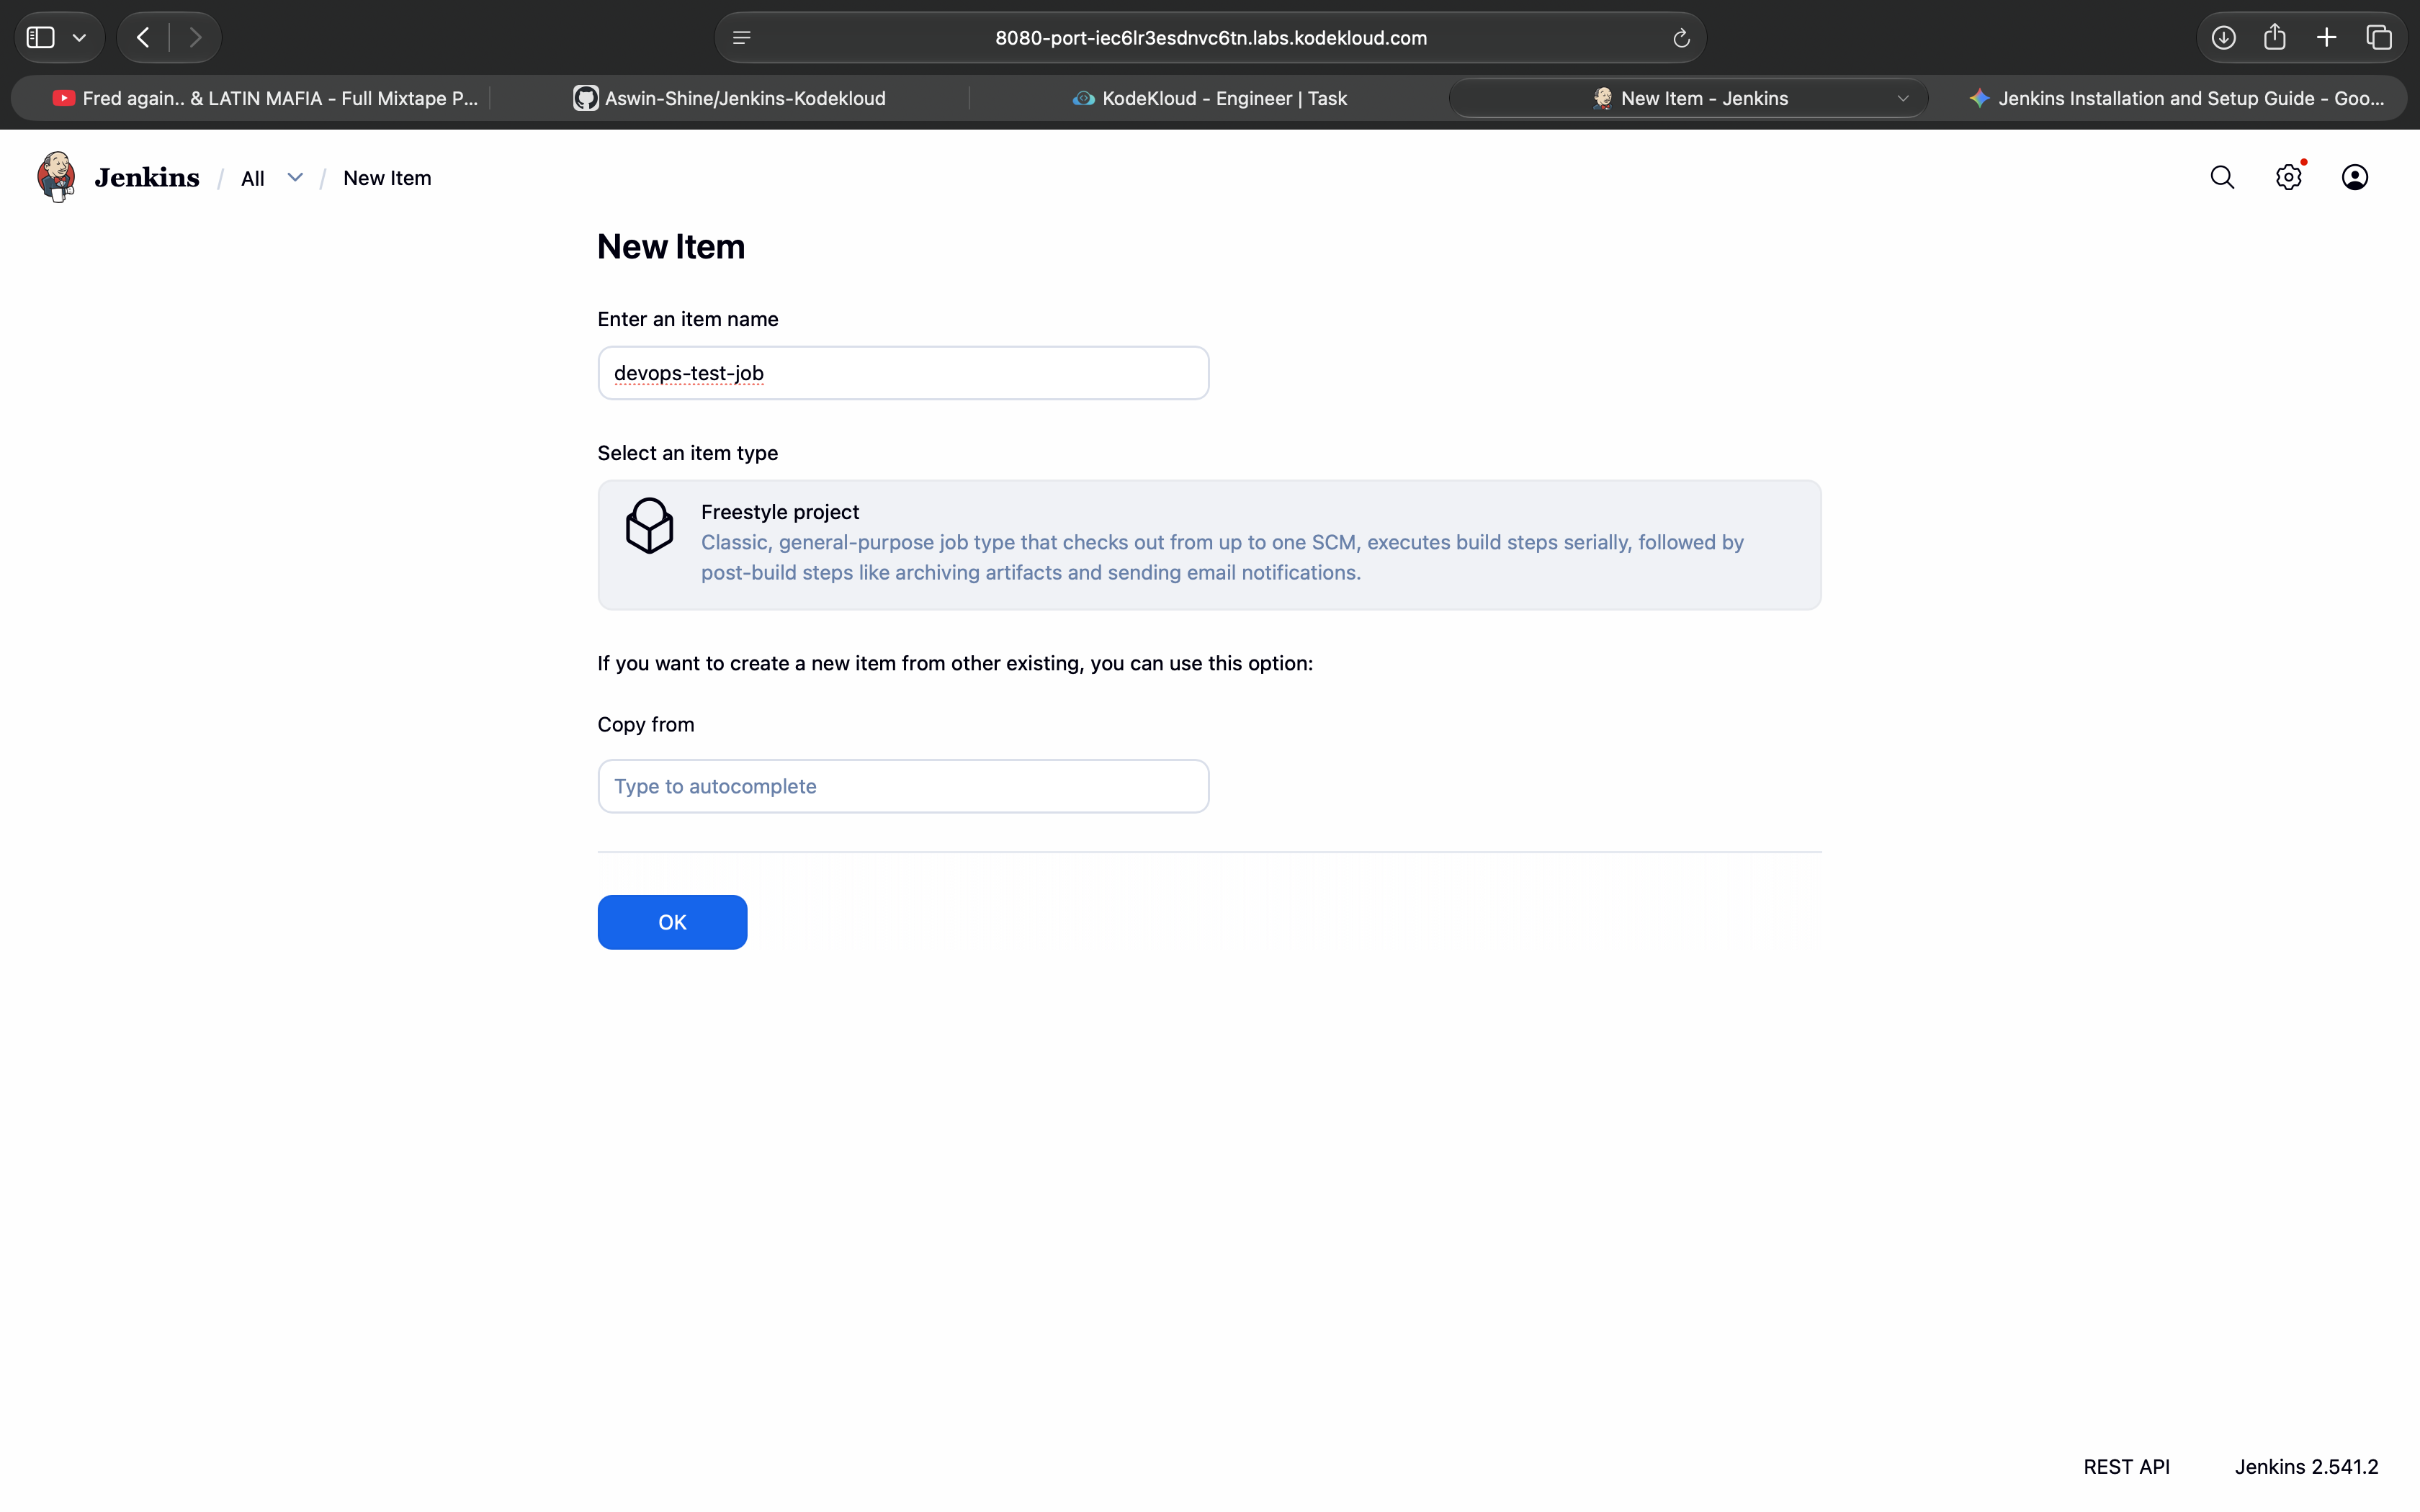 8080-port-iec6lr3esdnvc6tn.labs.kodekloud.com
Fred again.. & LATIN MAFIA - Full Mixtape P...
Aswin-Shine/Jenkins-Kodekloud
KodeKloud - Engineer | Task
New Item - Jenkins
Jenkins Installation and Setup Guide - Goo...
Jenkins / All / New Item
New Item
Enter an item name
devops-test-job
Select an item type
Freestyle project
Classic, general-purpose job type that checks out from up to one SCM, executes build steps serially, followed by
post-build steps like archiving artifacts and sending email notifications.
If you want to create a new item from other existing, you can use this option:
Copy from
Type to autocomplete
OK
REST API
Jenkins 2.541.2